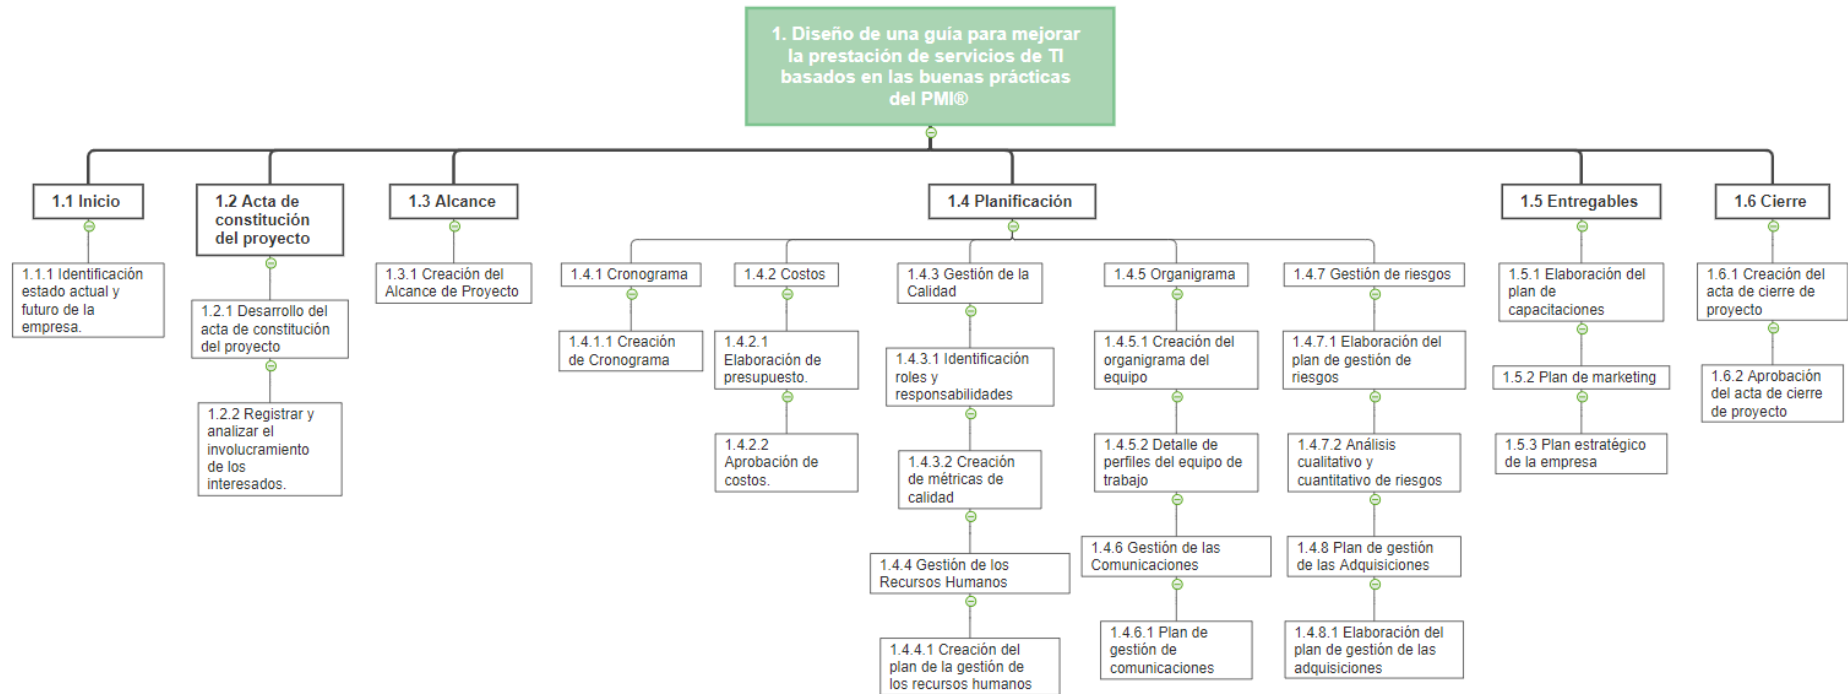 1. Diseño de una guía para mejorar
la prestación de servicios de TI
basados en las buenas prácticas
del PMI®
1.1 Inicio
1.1.1 Identificación
estado actual y
futuro de la
empresa.
1.2 Acta de
constitución
del proyecto
1.2.1 Desarrollo del
acta de constitución
del proyecto
1.2.2 Registrar y
analizar el
involucramiento
de los
interesados.
1.3 Alcance
1.3.1 Creación del
Alcance de Proyecto
1.4 Planificación
1.4.1 Cronograma
1.4.1.1 Creación
de Cronograma
1.4.2 Costos
1.4.2.1
Elaboración de
presupuesto.
1.4.2.2
Aprobación de
costos.
1.4.3 Gestión de la
Calidad
1.4.3.1 Identificación
roles y
responsabilidades
1.4.3.2 Creación
de métricas de
calidad
1.4.4 Gestión de los
Recursos Humanos
1.4.4.1 Creación del
plan de la gestión de
los recursos humanos
1.4.5 Organigrama
1.4.5.1 Creación del
organigrama del
equipo
1.4.5.2 Detalle de
perfiles del equipo de
trabajo
1.4.6 Gestión de las
Comunicaciones
1.4.6.1 Plan de
gestión de
comunicaciones
1.4.7 Gestión de riesgos
1.4.7.1 Elaboración del
plan de gestión de
riesgos
1.4.7.2 Análisis
cualitativo y
cuantitativo de riesgos
1.4.8 Plan de gestión
de las Adquisiciones
1.4.8.1 Elaboración del
plan de gestión de las
adquisiciones
1.5 Entregables
1.5.1 Elaboración del
plan de
capacitaciones
1.5.2 Plan de marketing
1.5.3 Plan estratégico
de la empresa
1.6 Cierre
1.6.1 Creación del
acta de cierre de
proyecto
1.6.2 Aprobación
del acta de cierre
de proyecto